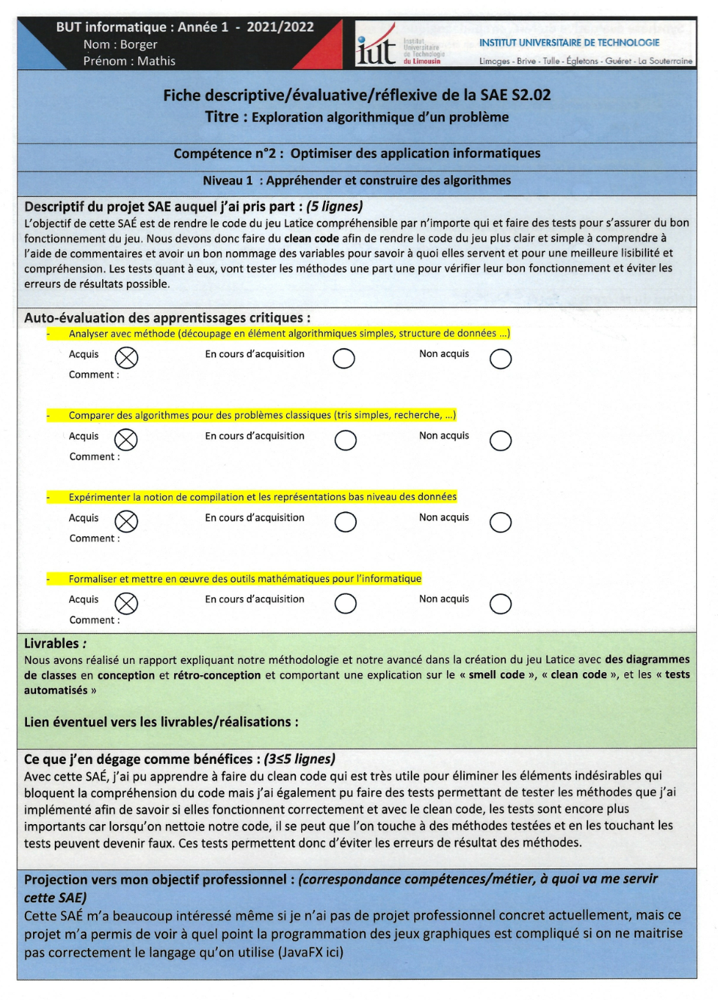 BUT informatique : Année 1 - 2021/2022
Nom : Borger
Prénom : Mathis
iut
Institut
Universitaire
de Technologie
du Limousin
INSTITUT UNIVERSITAIRE DE TECHNOLOGIE
Limoges - Brive - Tulle - Égletons - Guéret - La Souterraine
Fiche descriptive/évaluative/réflexive de la SAE S2.02
Titre : Exploration algorithmique d'un problème
Compétence n°2 : Optimiser des application informatiques
Niveau 1 : Appréhender et construire des algorithmes
Descriptif du projet SAE auquel j'ai pris part : (5 lignes)
L'objectif de cette SAÉ est de rendre le code du jeu Latice compréhensible par n'importe qui et faire des tests pour s'assurer du bon
fonctionnement du jeu. Nous devons donc faire du clean code afin de rendre le code du jeu plus clair et simple à comprendre à
l'aide de commentaires et avoir un bon nommage des variables pour savoir à quoi elles servent et pour une meilleure lisibilité et
compréhension. Les tests quant à eux, vont tester les méthodes une part une pour vérifier leur bon fonctionnement et éviter les
erreurs de résultats possible.
Auto-évaluation des apprentissages critiques :
- Analyser avec méthode (découpage en élément algorithmiques simples, structure de données ...)
Acquis En cours d'acquisition Non acquis
Comment :
- Comparer des algorithmes pour des problèmes classiques (tris simples, recherche, ...)
Acquis En cours d'acquisition Non acquis
Comment :
- Expérimenter la notion de compilation et les représentations bas niveau des données
Acquis En cours d'acquisition Non acquis
Comment :
- Formaliser et mettre en œuvre des outils mathématiques pour l'informatique
Acquis En cours d'acquisition Non acquis
Comment :
Livrables :
Nous avons réalisé un rapport expliquant notre méthodologie et notre avancé dans la création du jeu Latice avec des diagrammes
de classes en conception et rétro-conception et comportant une explication sur le « smell code », « clean code », et les « tests
automatisés »
Lien éventuel vers les livrables/réalisations :
Ce que j'en dégage comme bénéfices : (3≤5 lignes)
Avec cette SAÉ, j'ai pu apprendre à faire du clean code qui est très utile pour éliminer les éléments indésirables qui
bloquent la compréhension du code mais j'ai également pu faire des tests permettant de tester les méthodes que j'ai
implémenté afin de savoir si elles fonctionnent correctement et avec le clean code, les tests sont encore plus
importants car lorsqu'on nettoie notre code, il se peut que l'on touche à des méthodes testées et en les touchant les
tests peuvent devenir faux. Ces tests permettent donc d'éviter les erreurs de résultat des méthodes.
Projection vers mon objectif professionnel : (correspondance compétences/métier, à quoi va me servir
cette SAE)
Cette SAÉ m'a beaucoup intéressé même si je n'ai pas de projet professionnel concret actuellement, mais ce
projet m'a permis de voir à quel point la programmation des jeux graphiques est compliqué si on ne maitrise
pas correctement le langage qu'on utilise (JavaFX ici)